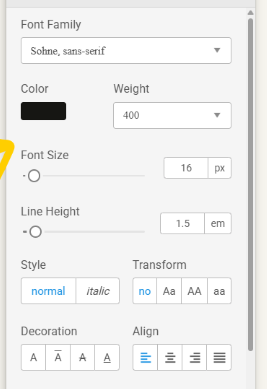 Font Family
Sohne, sans-serif
Color Weight
400
Font Size
16 px
Line Height
1.5 em
Style Transform
normal italic no Aa AA aa
Decoration Align
A A A A